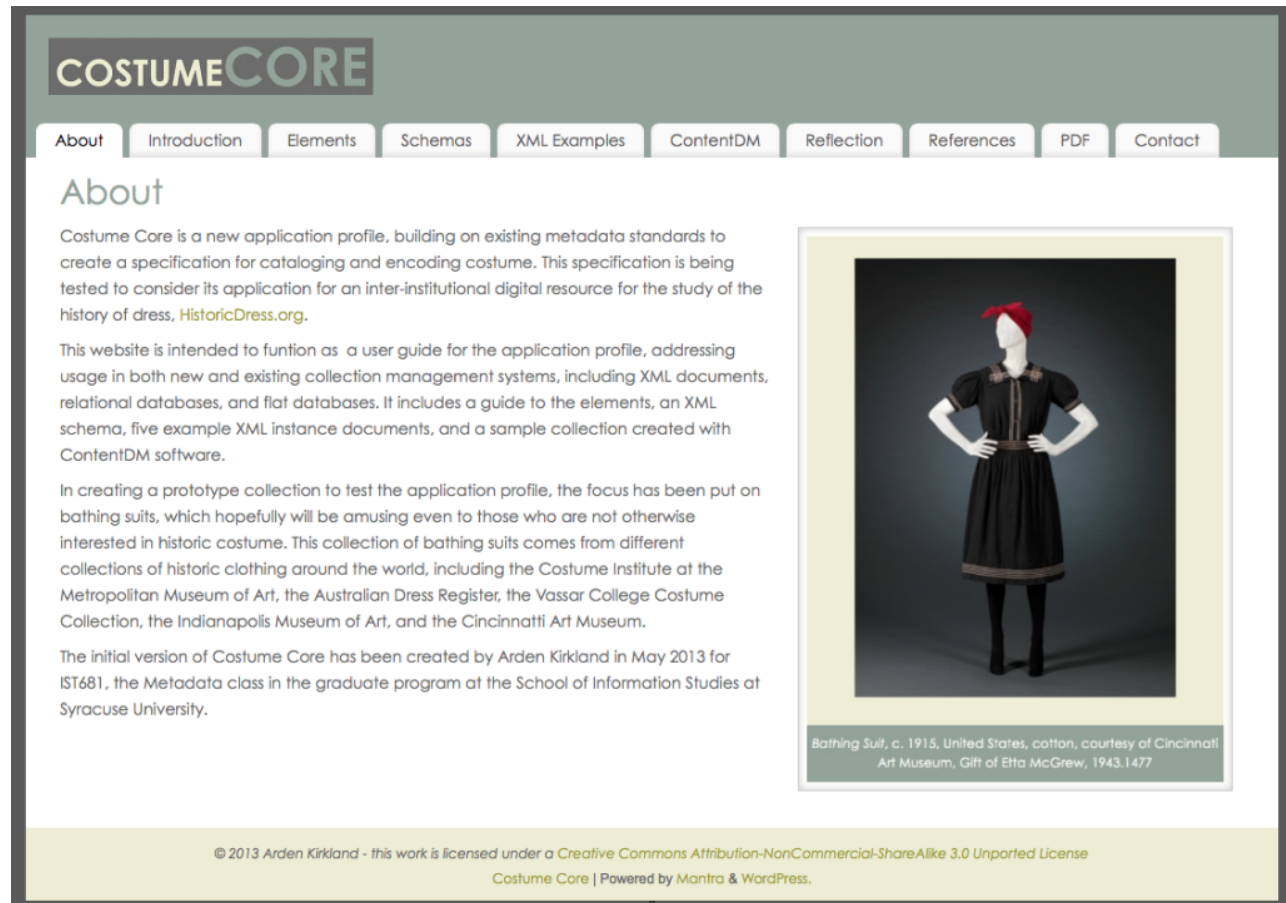 COSTUMECORE
About Introduction Elements Schemas XML Examples ContentDM Reflection References PDF Contact
About
Costume Core is a new application profile, building on existing metadata standards to
create a specification for cataloging and encoding costume. This specification is being
tested to consider its application for an inter-institutional digital resource for the study of the
history of dress, HistoricDress.org.
This website is intended to funtion as a user guide for the application profile, addressing
usage in both new and existing collection management systems, including XML documents,
relational databases, and flat databases. It includes a guide to the elements, an XML
schema, five example XML instance documents, and a sample collection created with
ContentDM software.
In creating a prototype collection to test the application profile, the focus has been put on
bathing suits, which hopefully will be amusing even to those who are not otherwise
interested in historic costume. This collection of bathing suits comes from different
collections of historic clothing around the world, including the Costume Institute at the
Metropolitan Museum of Art, the Australian Dress Register, the Vassar College Costume
Collection, the Indianapolis Museum of Art, and the Cincinnatti Art Museum.
The initial version of Costume Core has been created by Arden Kirkland in May 2013 for
IST681, the Metadata class in the graduate program at the School of Information Studies at
Syracuse University.
Bathing Suit, c. 1915, United States, cotton, courtesy of Cincinnati
Art Museum, Gift of Etta McGrew, 1943.1477
© 2013 Arden Kirkland - this work is licensed under a Creative Commons Attribution-NonCommercial-ShareAlike 3.0 Unported License
Costume Core | Powered by Mantra & WordPress.